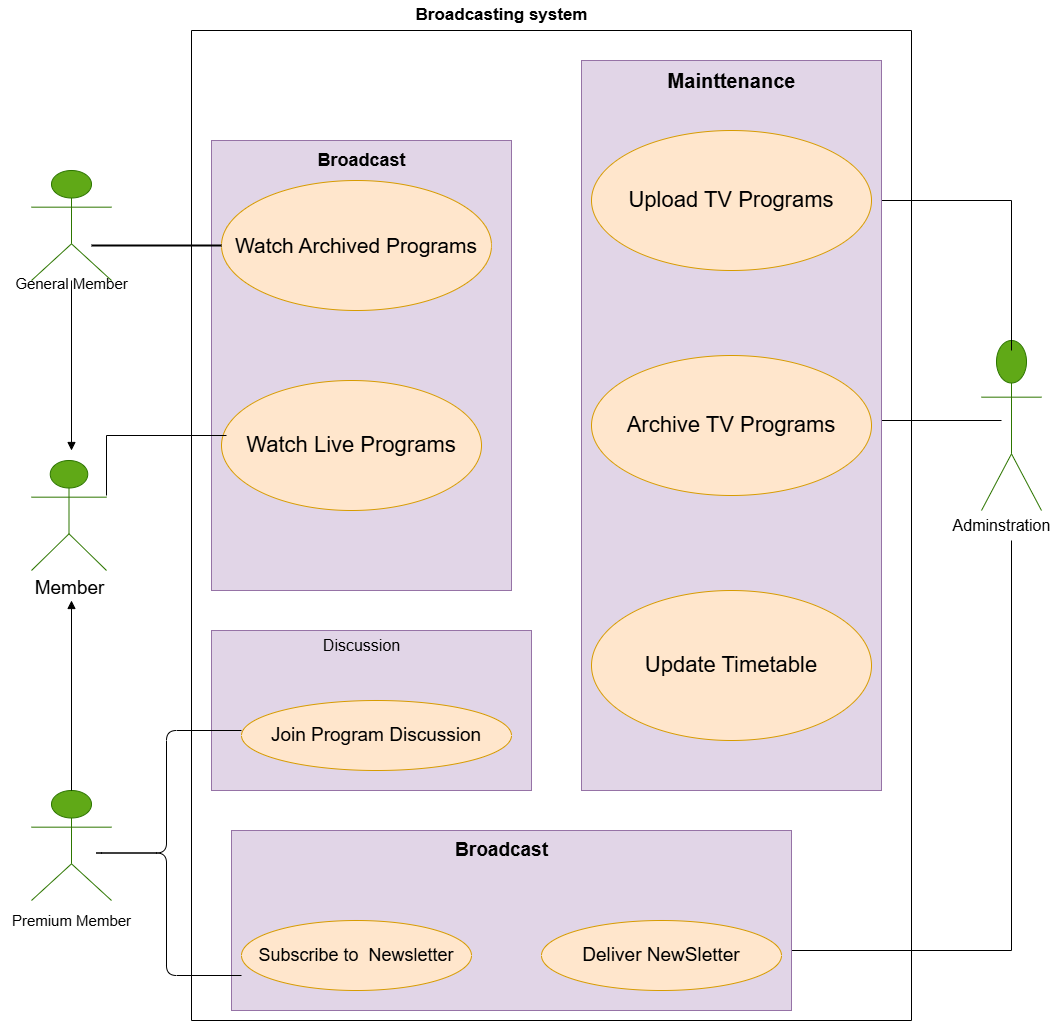 Broadcasting system
Mainttenance
Upload TV Programs
Archive TV Programs
Update Timetable
Broadcast
Watch Archived Programs
Watch Live Programs
General Member
Member
Discussion
Join Program Discussion
Premium Member
Broadcast
Subscribe to  Newsletter
Deliver NewSletter
Adminstration